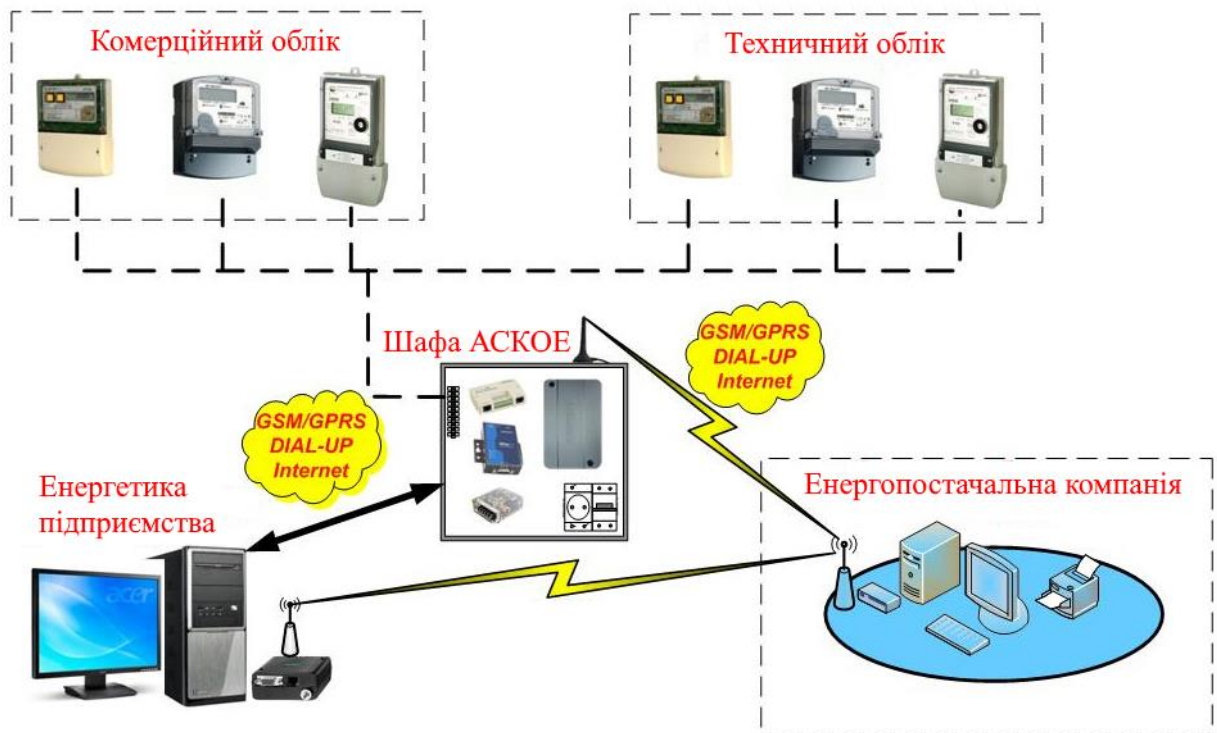 Комерційний облік
Техничний облік
Шафа АСКОЕ
GSM/GPRS
DIAL-UP
Internet
GSM/GPRS
DIAL-UP
Internet
Енергетика
підприємства
Енергопостачальна компанія
acer